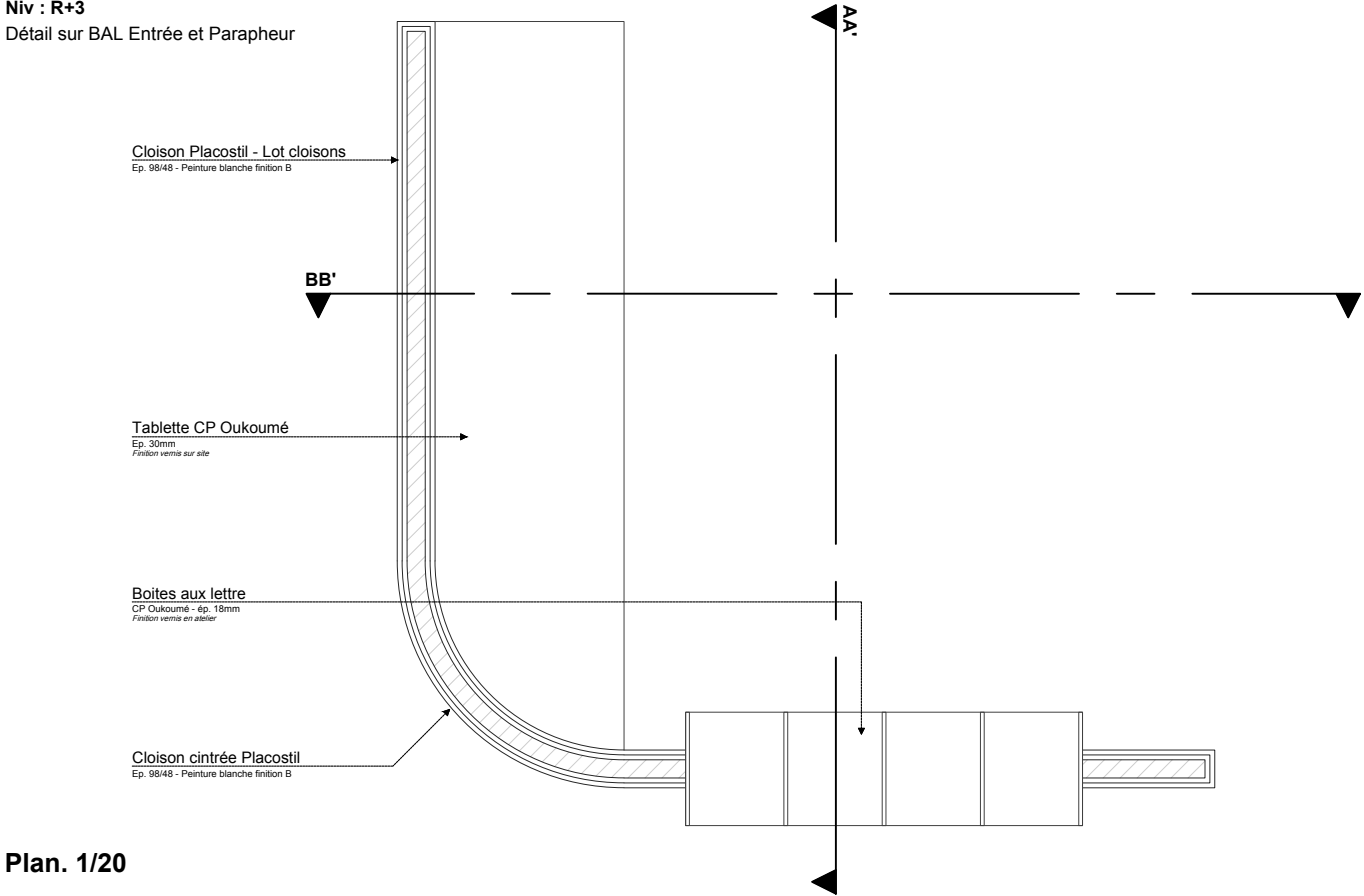 Niv : R+3
Détail sur BAL Entrée et Parapheur
AA'
Cloison Placostil - Lot cloisons
Ep. 98/48 - Peinture blanche finition B
BB'
Tablette CP Oukoumé
Ep. 30mm
Finition vernis sur site
Boites aux lettre
CP Oukoumé - ép. 18mm
Finition vernis en atelier
Cloison cintrée Placostil
Ep. 98/48 - Peinture blanche finition B
Plan. 1/20